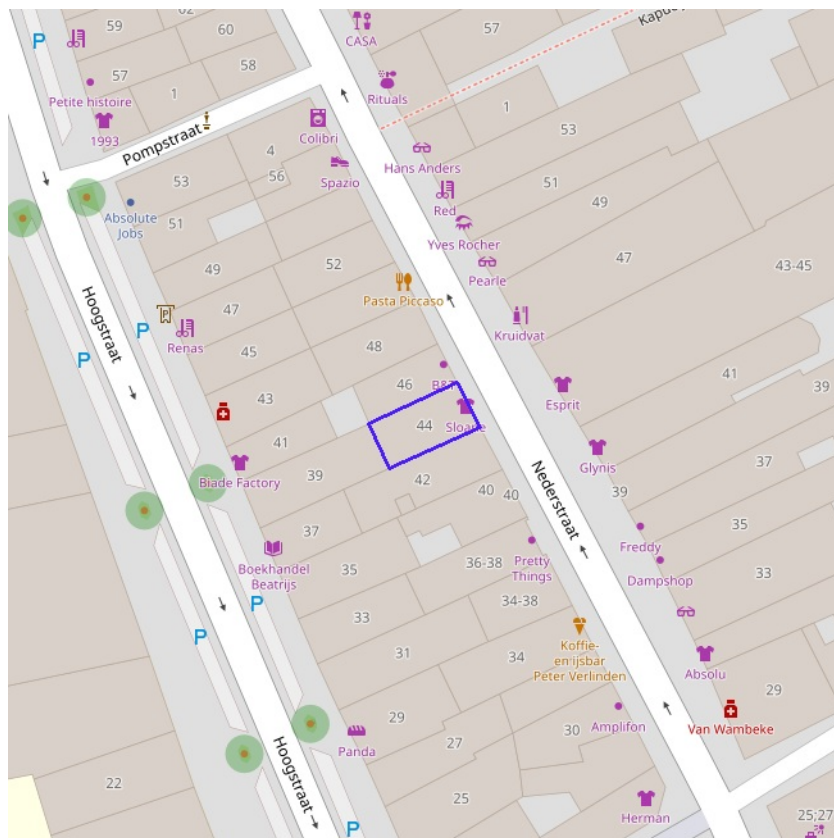 62
59
60
CASA
57
Kapu
58
57
Petite histoire
1
1993
Rituals
1
53
Pompstraat
Colibri
4
Hans Anders
56
Spazio
53
51
49
Absolute
Jobs
51
Red
Yves Rocher
47
43-45
49
52
Pearle
Hoogstraat
Pasta Piccaso
47
Renas
Kruidvat
45
48
41
39
46
B&T
Esprit
43
44
Sloane
41
Glynis
39
37
Biade Factory
42
40
40
39
Nederstraat
37
35
Freddy
Boekhandel
Beatrijs
35
36-38
Pretty
Things
Dampshop
33
33
34-38
31
34
Koffie-
en ijsbar
Peter Verlinden
Absolu
29
29
30
Amplifon
Van Wambeke
27
Panda
Hoogstraat
22
25
Herman
25;27
P
P
P
P
P
P
P